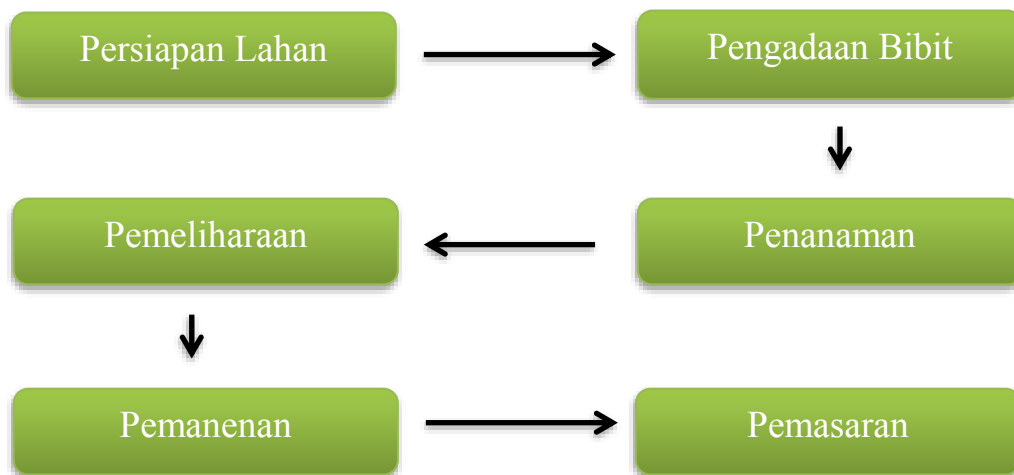 Persiapan Lahan
Pengadaan Bibit
Penanaman
Pemeliharaan
Pemanenan
Pemasaran